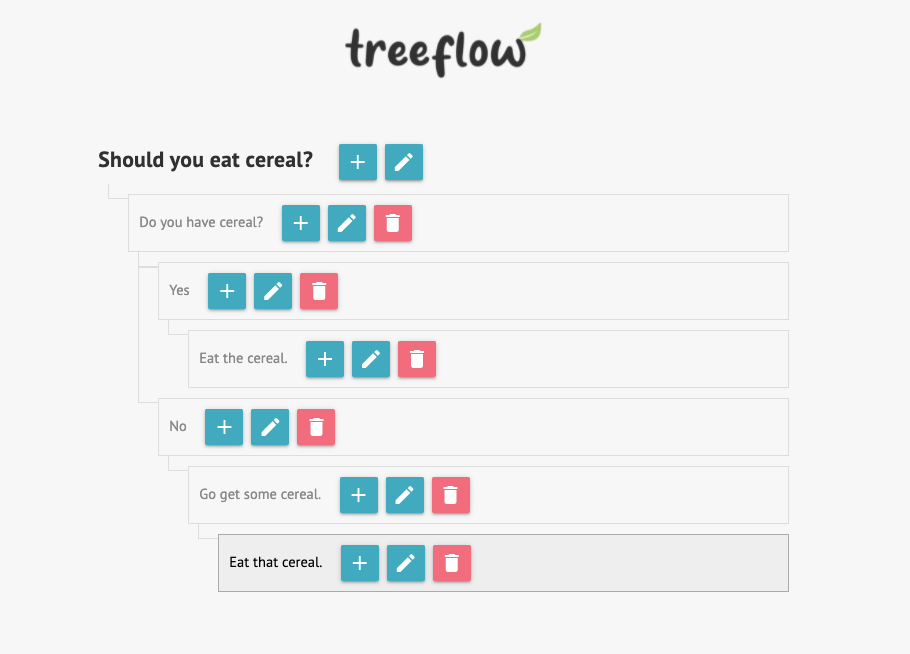 treeflow
Should you eat cereal?
Do you have cereal?
Yes
Eat the cereal.
No
Go get some cereal.
Eat that cereal.